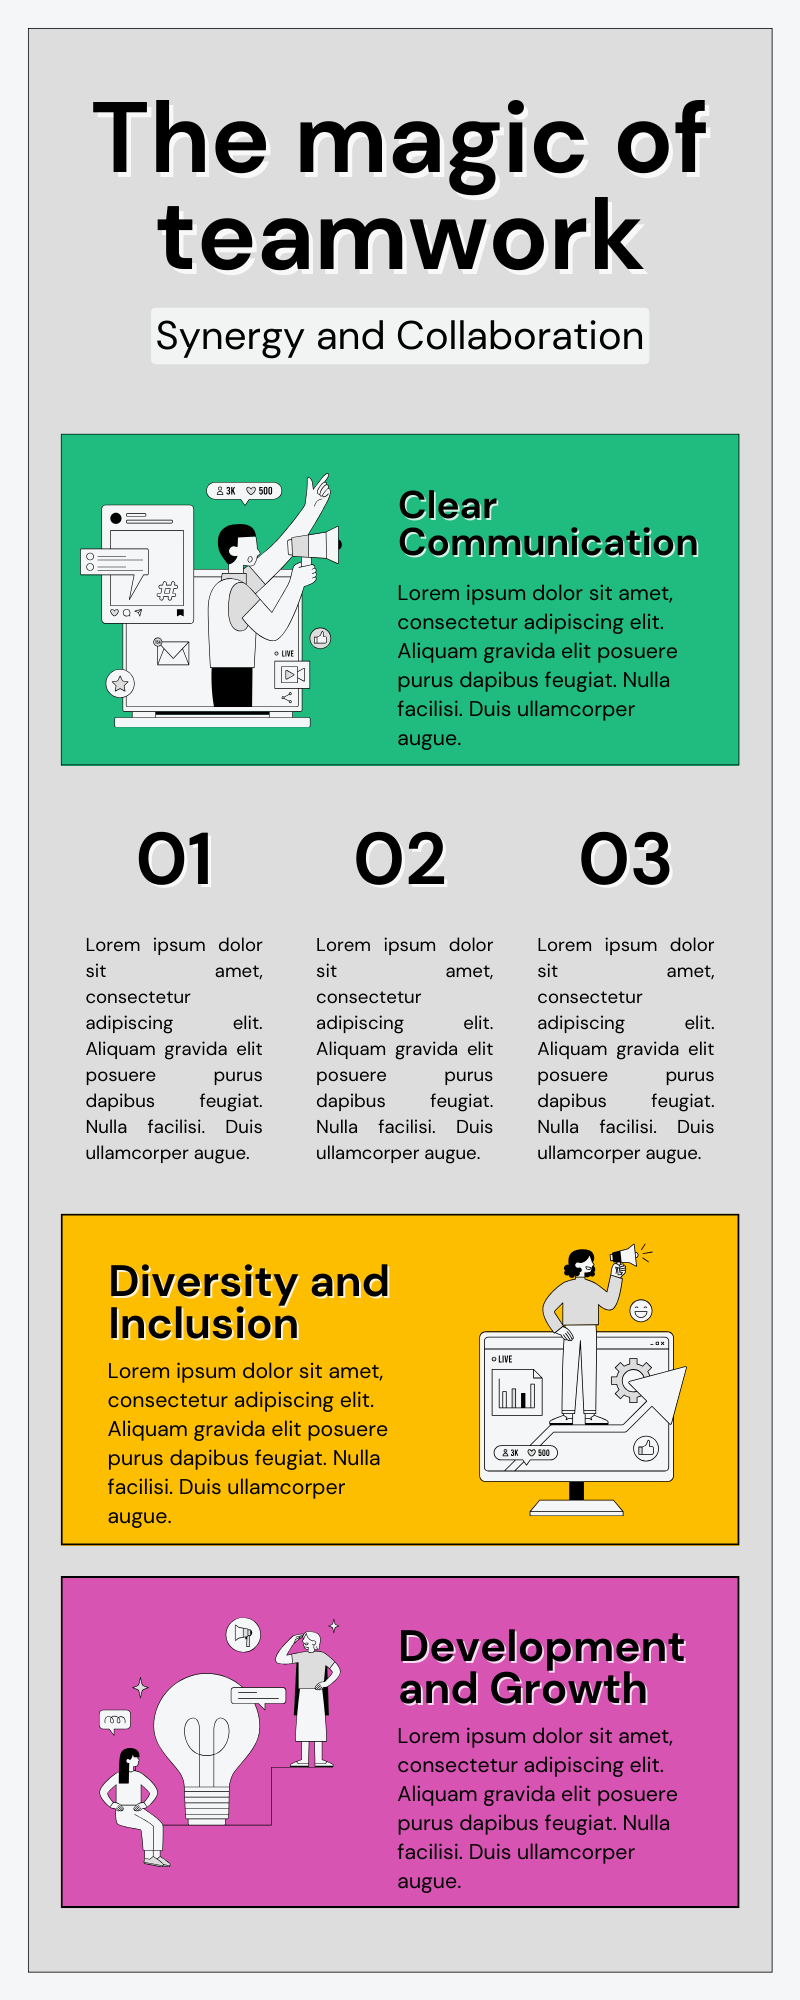 The magic of
teamwork
Synergy and Collaboration
3K 500
#
LIVE
Clear
Communication
Lorem ipsum dolor sit amet,
consectetur adipiscing elit.
Aliquam gravida elit posuere
purus dapibus feugiat. Nulla
facilisi. Duis ullamcorper
augue.
01
Lorem ipsum dolor
sit amet,
consectetur
adipiscing elit.
Aliquam gravida elit
posuere purus
dapibus feugiat.
Nulla facilisi. Duis
ullamcorper augue.
02
Lorem ipsum dolor
sit amet,
consectetur
adipiscing elit.
Aliquam gravida elit
posuere purus
dapibus feugiat.
Nulla facilisi. Duis
ullamcorper augue.
03
Lorem ipsum dolor
sit amet,
consectetur
adipiscing elit.
Aliquam gravida elit
posuere purus
dapibus feugiat.
Nulla facilisi. Duis
ullamcorper augue.
Diversity and
Inclusion
Lorem ipsum dolor sit amet,
consectetur adipiscing elit.
Aliquam gravida elit posuere
purus dapibus feugiat. Nulla
facilisi. Duis ullamcorper
augue.
LIVE
3K 500
Development
and Growth
Lorem ipsum dolor sit amet,
consectetur adipiscing elit.
Aliquam gravida elit posuere
purus dapibus feugiat. Nulla
facilisi. Duis ullamcorper
augue.